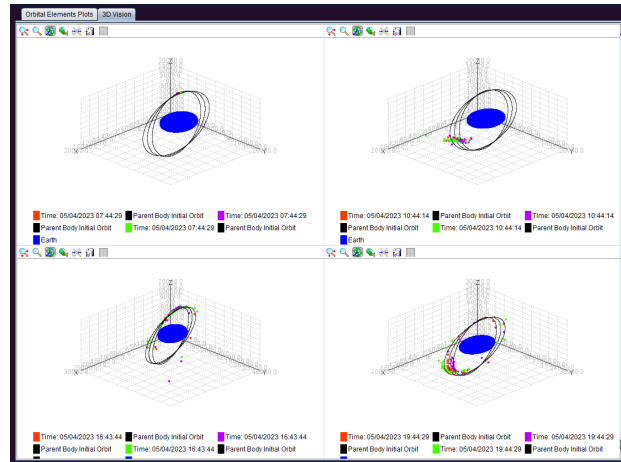 Orbital Elements Plots 3D Vision
Z
X
Y
Time: 05/04/2023 07:44:29 Parent Body Initial Orbit Time: 05/04/2023 07:44:29
Parent Body Initial Orbit Time: 05/04/2023 07:44:29 Parent Body Initial Orbit
Earth
Z
X
Y
Time: 05/04/2023 10:44:14 Parent Body Initial Orbit Time: 05/04/2023 10:44:14
Parent Body Initial Orbit Time: 05/04/2023 10:44:14 Parent Body Initial Orbit
Earth
Z
X
Y
Time: 05/04/2023 16:43:44 Parent Body Initial Orbit Time: 05/04/2023 16:43:44
Parent Body Initial Orbit Time: 05/04/2023 16:43:44 Parent Body Initial Orbit
Z
X
Y
Time: 05/04/2023 19:44:29 Parent Body Initial Orbit Time: 05/04/2023 19:44:29
Parent Body Initial Orbit Time: 05/04/2023 19:44:29 Parent Body Initial Orbit